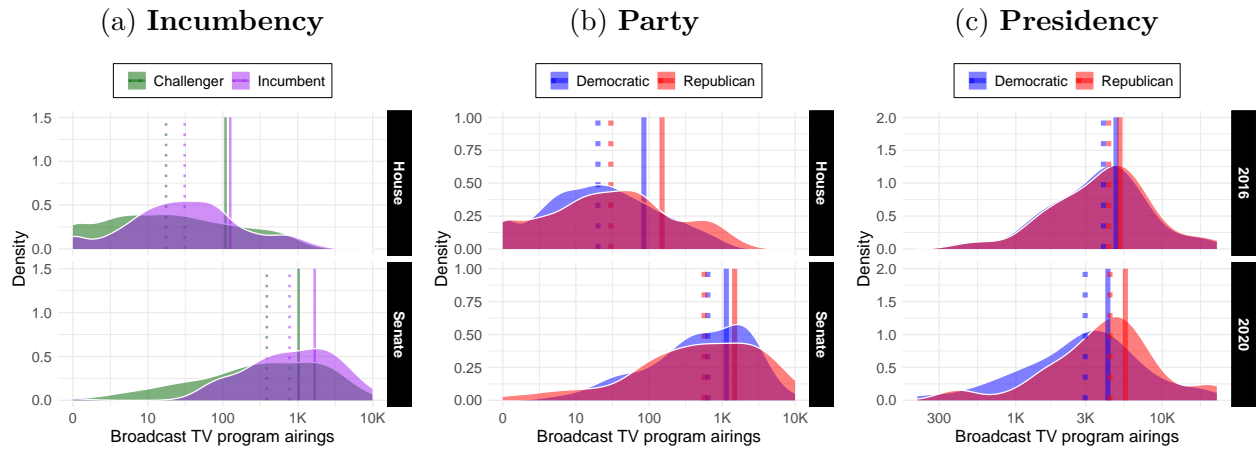 (a) Incumbency
Challenger Incumbent
1.5
1.0
0.5
0.0
House
1.5
1.0
0.5
0.0
Senate
Density
0 10 100 1K 10K
Broadcast TV program airings
(b) Party
Democratic Republican
1.00
0.75
0.50
0.25
0.00
House
1.00
0.75
0.50
0.25
0.00
Senate
Density
0 10 100 1K 10K
Broadcast TV program airings
(c) Presidency
Democratic Republican
2.0
1.5
1.0
0.5
0.0
2016
2.0
1.5
1.0
0.5
0.0
2020
Density
300 1K 3K 10K
Broadcast TV program airings